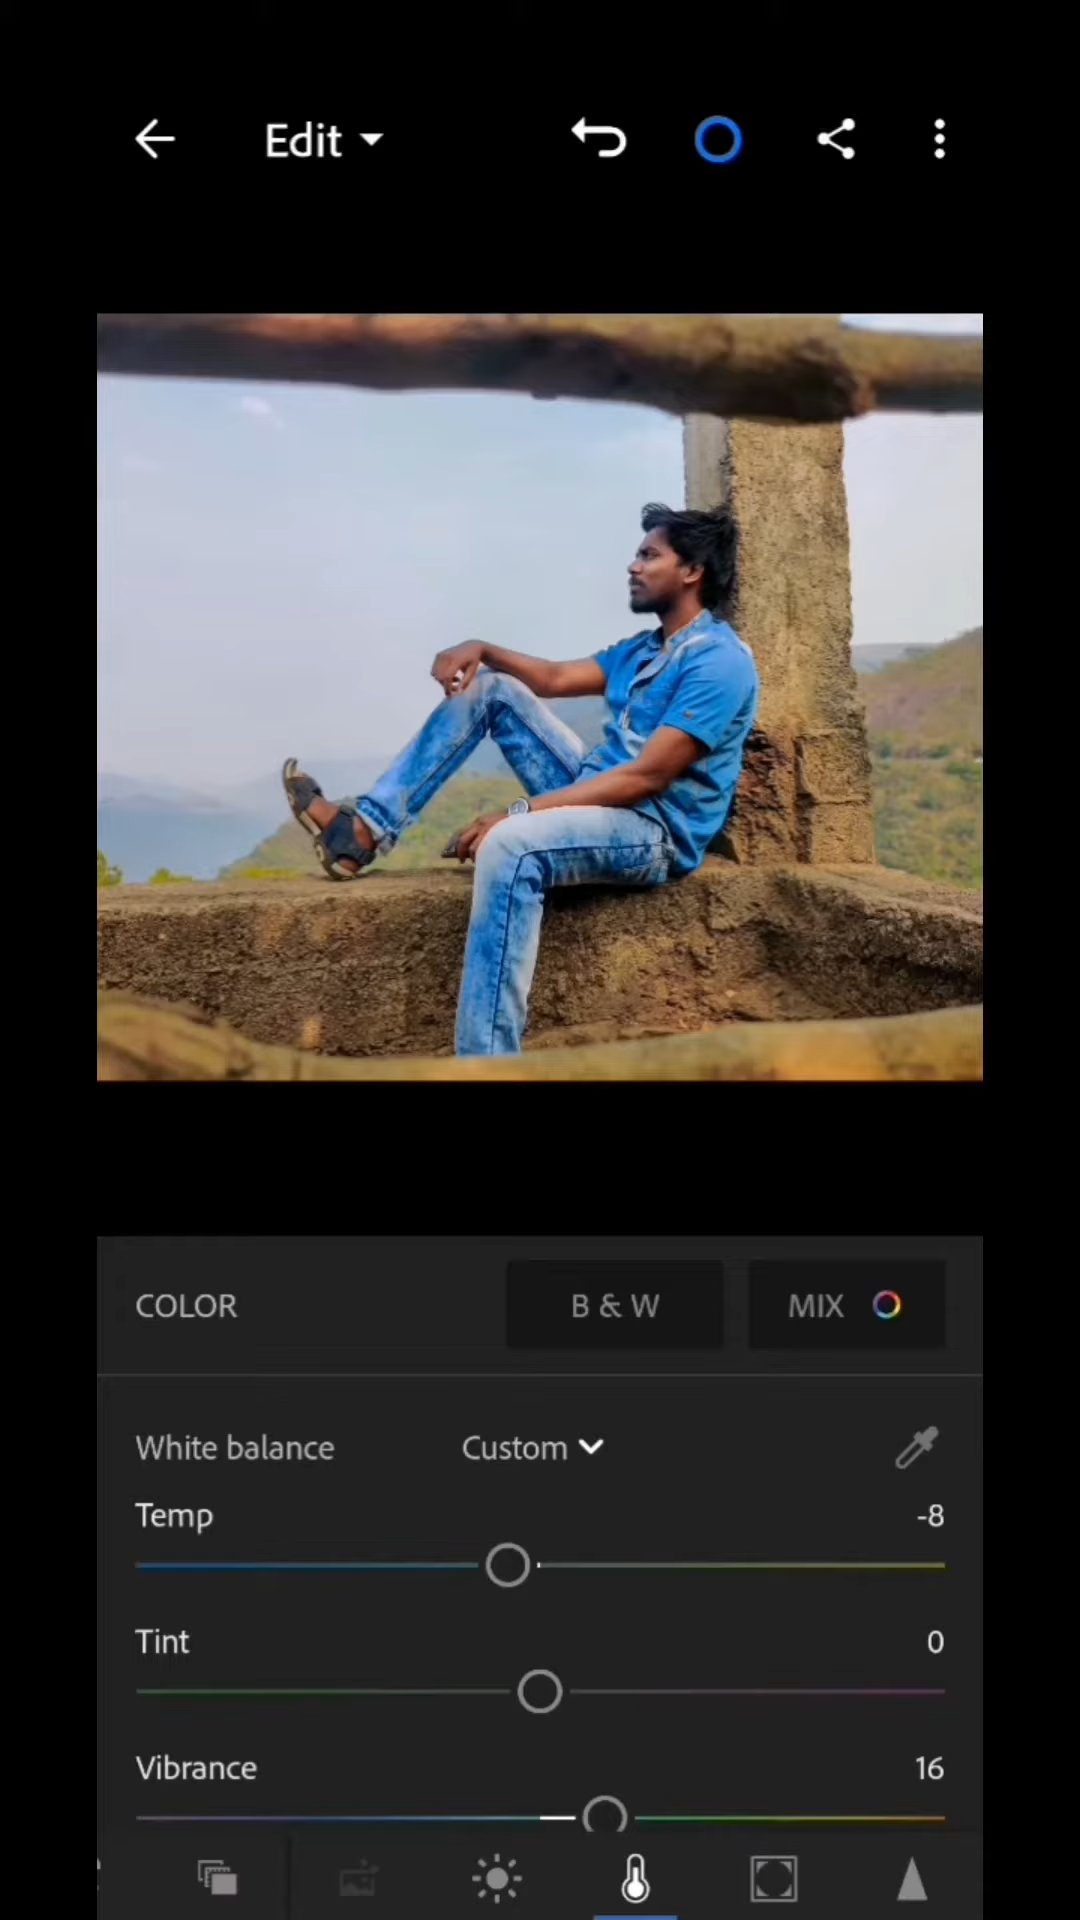 Edit
COLOR B & W MIX
White balance Custom
Temp -8
Tint 0
Vibrance 16